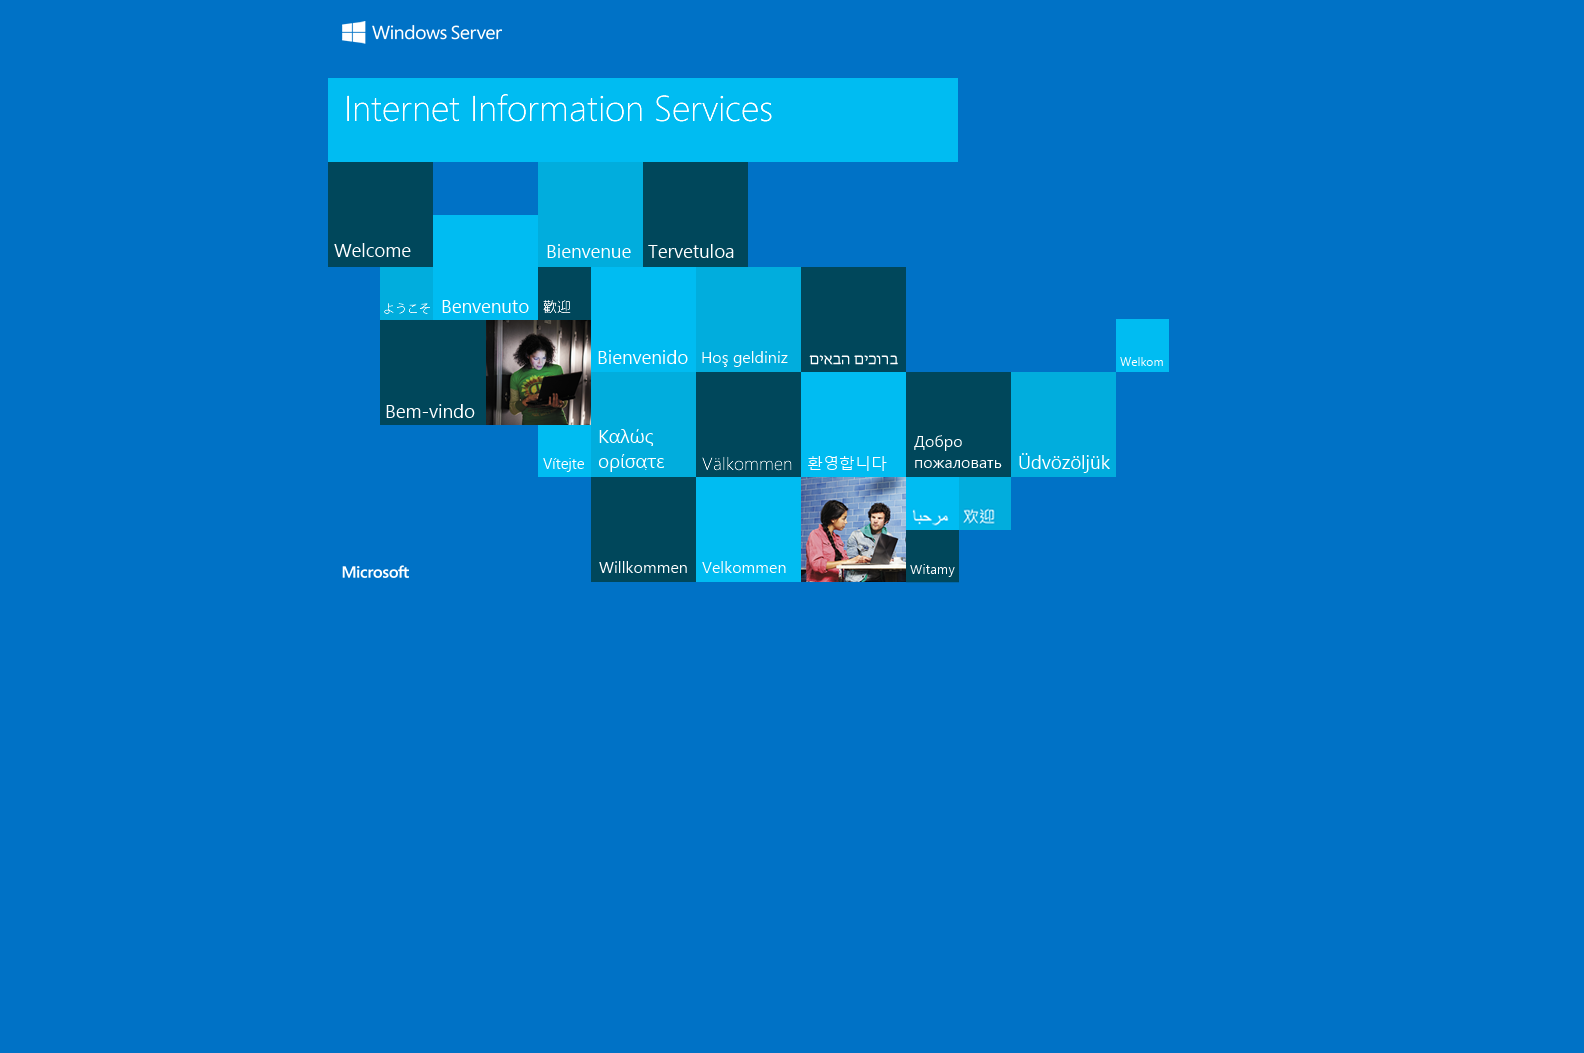 Windows Server
Internet Information Services
Welcome
Bienvenue
Tervetuloa
ようこそ
Benvenuto
歡迎
Bienvenido
Hoş geldiniz
ברוכים הבאים
Welkom
Bem-vindo
Vítejte
Καλώς
ορίσατε
Välkommen
환영합니다
Добро
пожаловать
Üdvözöljük
مرحبا
欢迎
Willkommen
Velkommen
Witamy
Microsoft